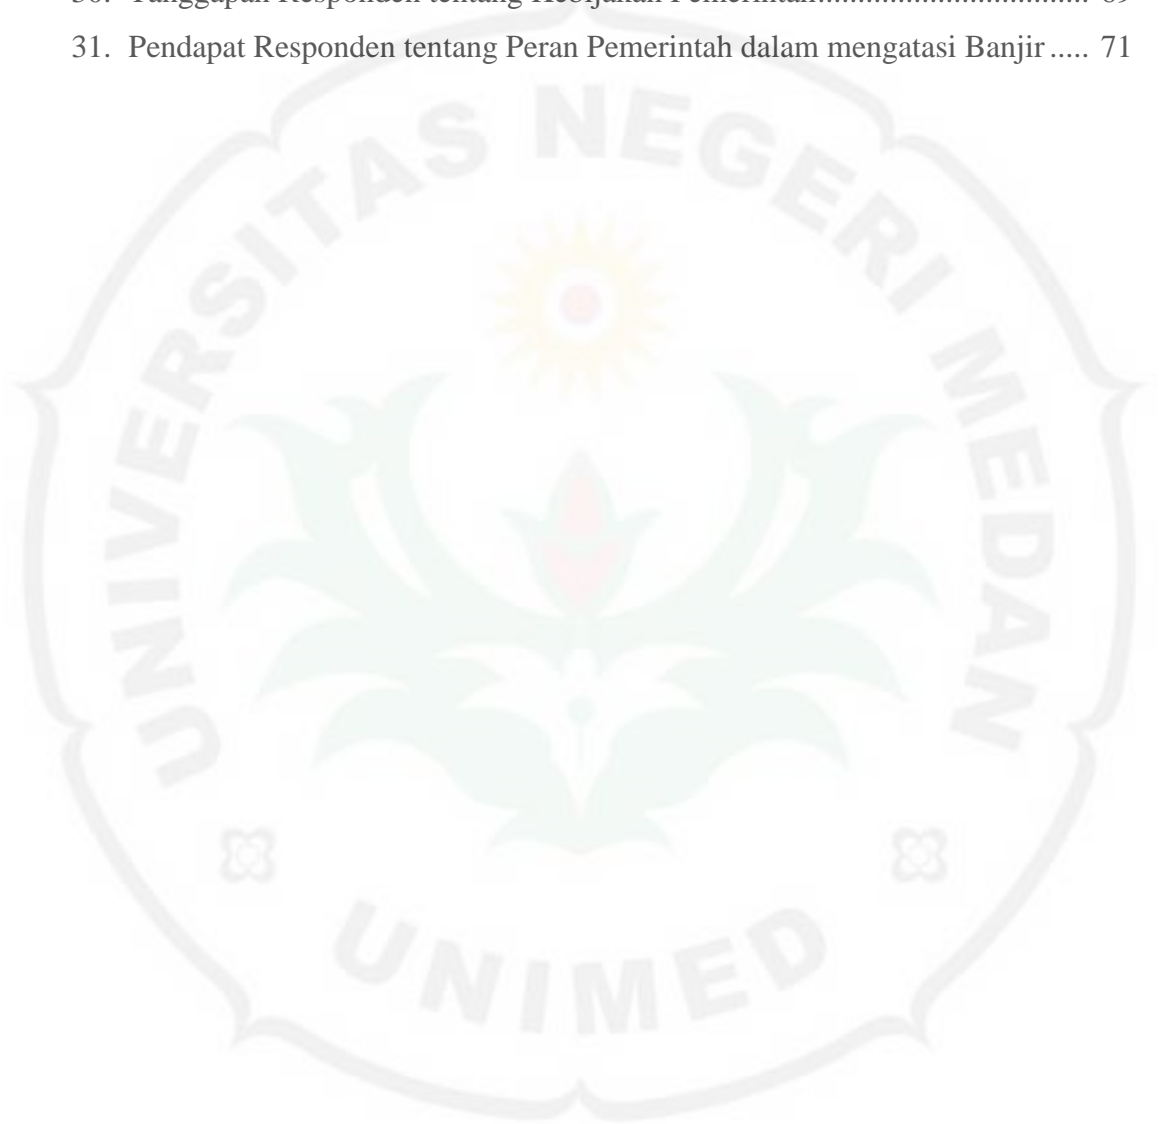 30. Tanggapan Responden tentang Kebijakan Pemerintah.................................. 69
31. Pendapat Responden tentang Peran Pemerintah dalam mengatasi Banjir ..... 71
UNIVERSITAS NEGERI MEDAN
UNIMED